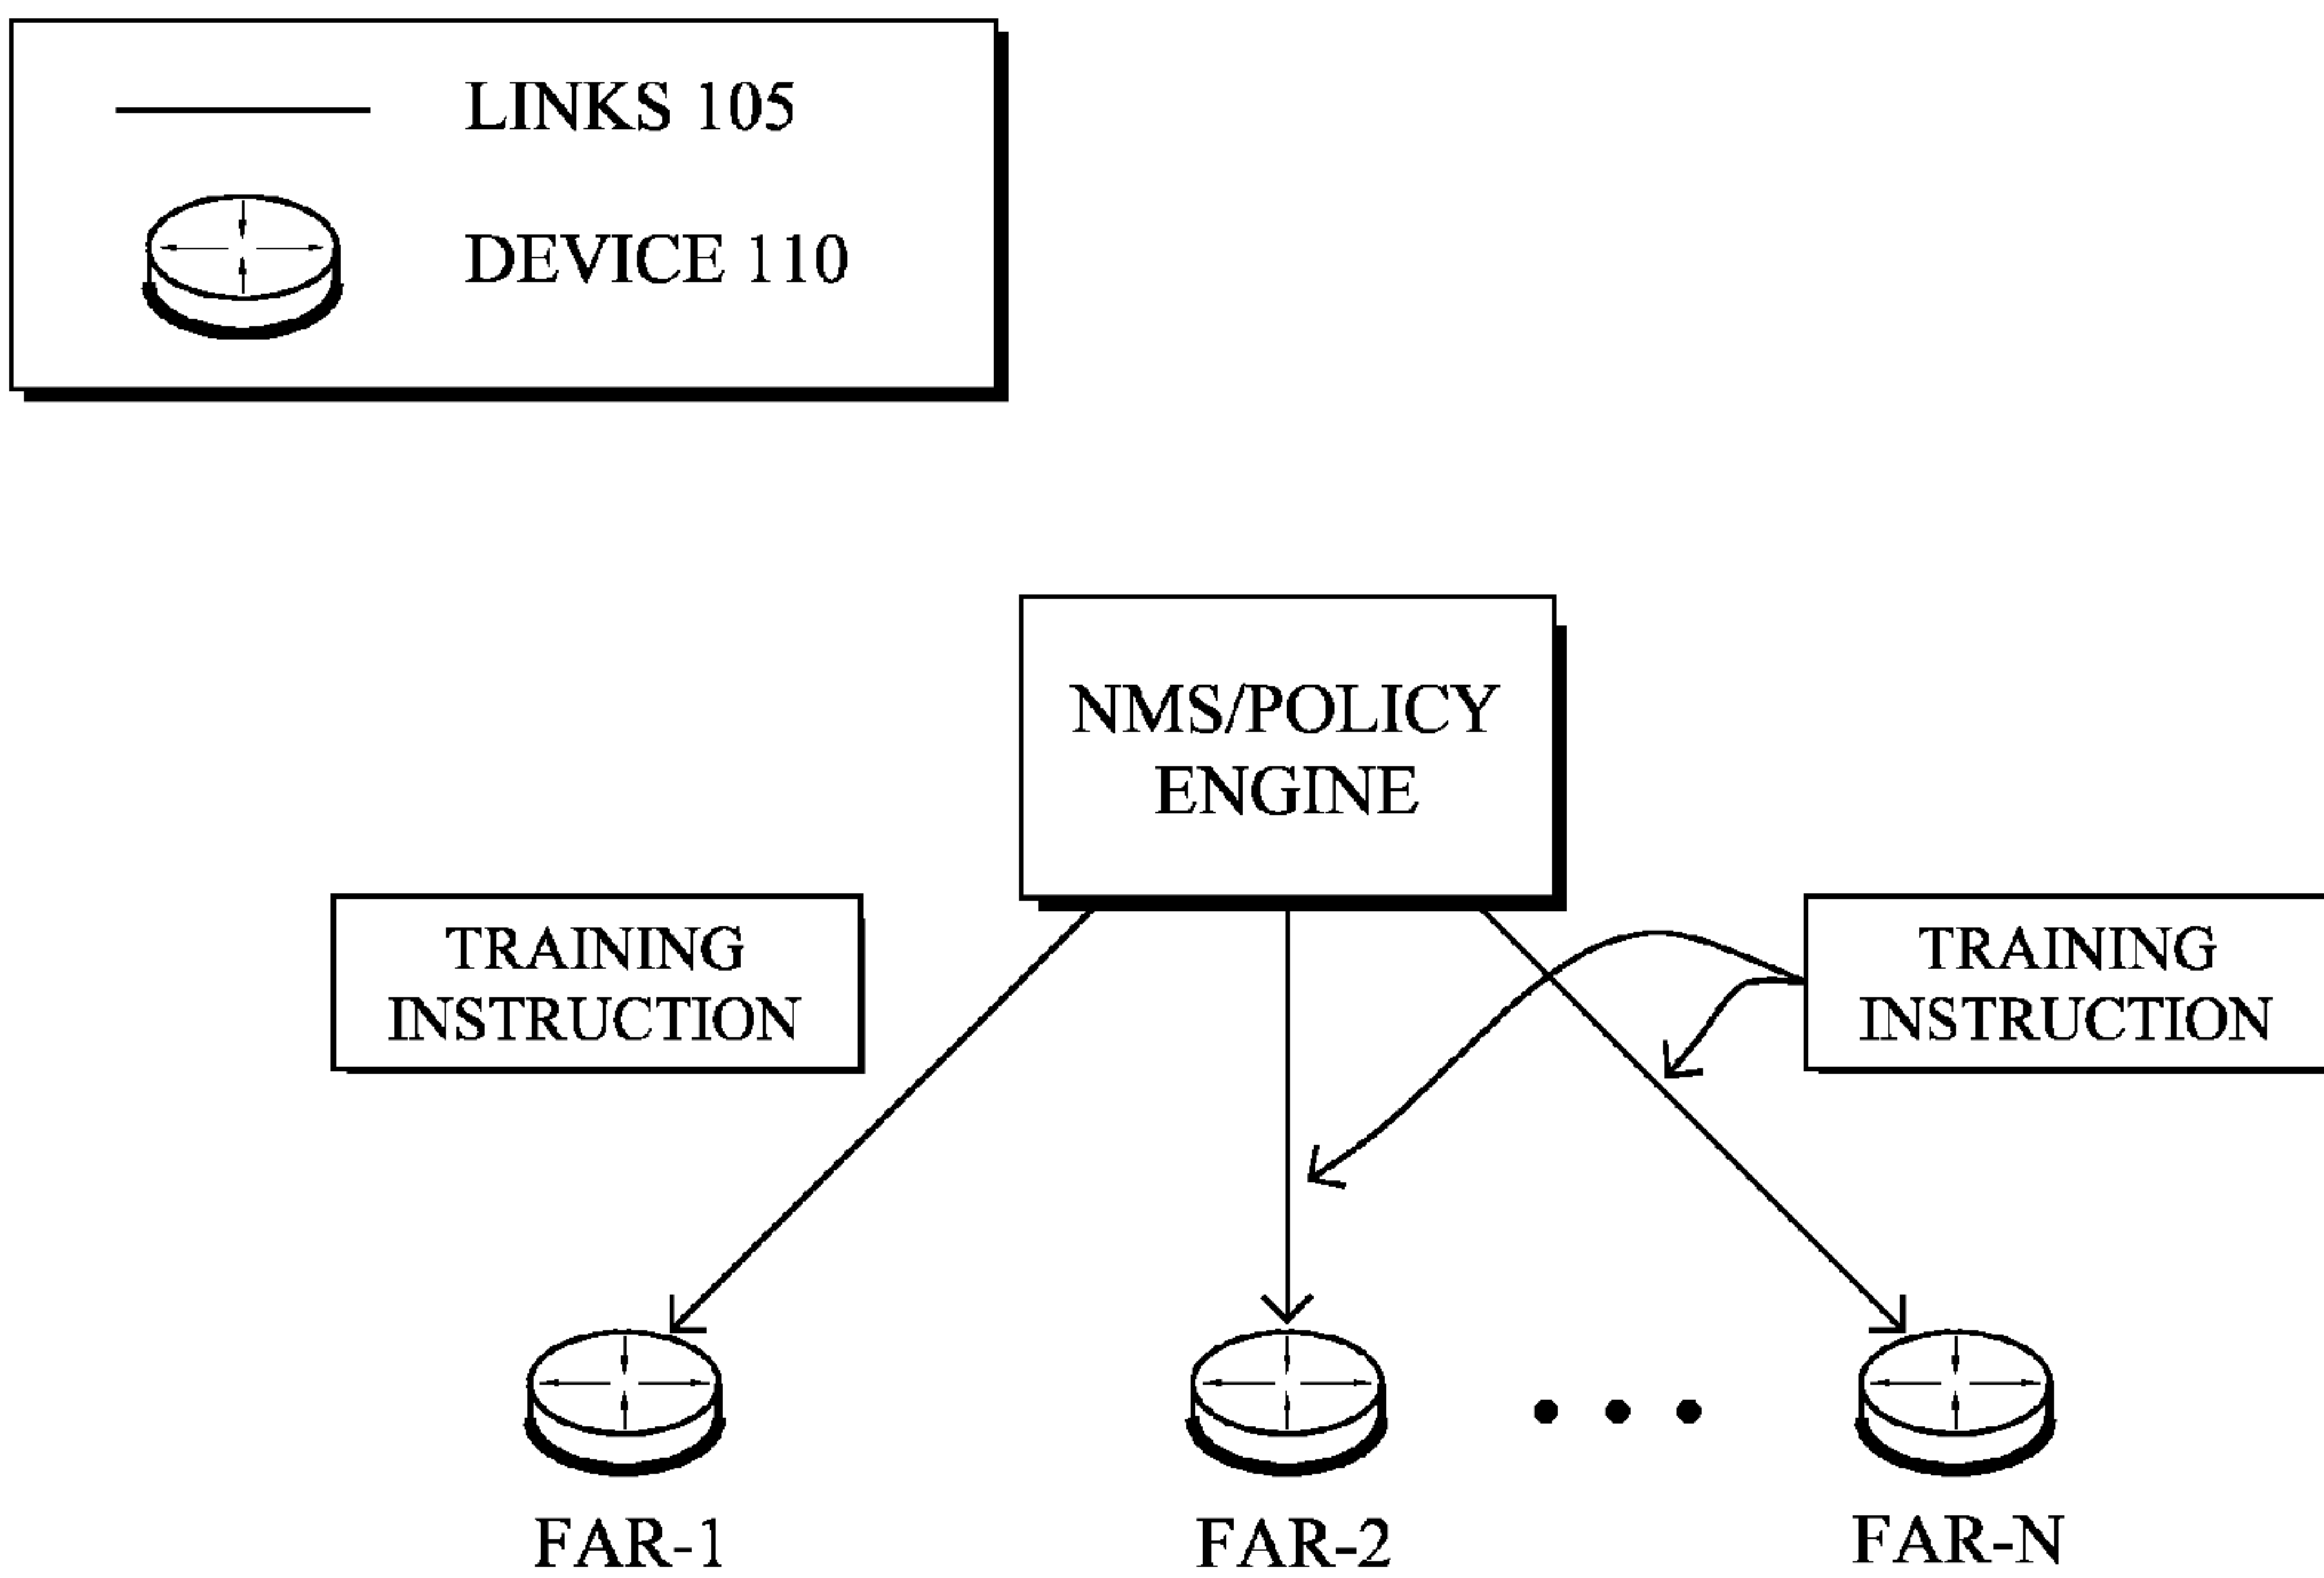 LINKS 105
DEVICE 110
NMS/POLICY
ENGINE
TRAINING
INSTRUCTION
TRAINING
INSTRUCTION
FAR-1
FAR-2
FAR-N